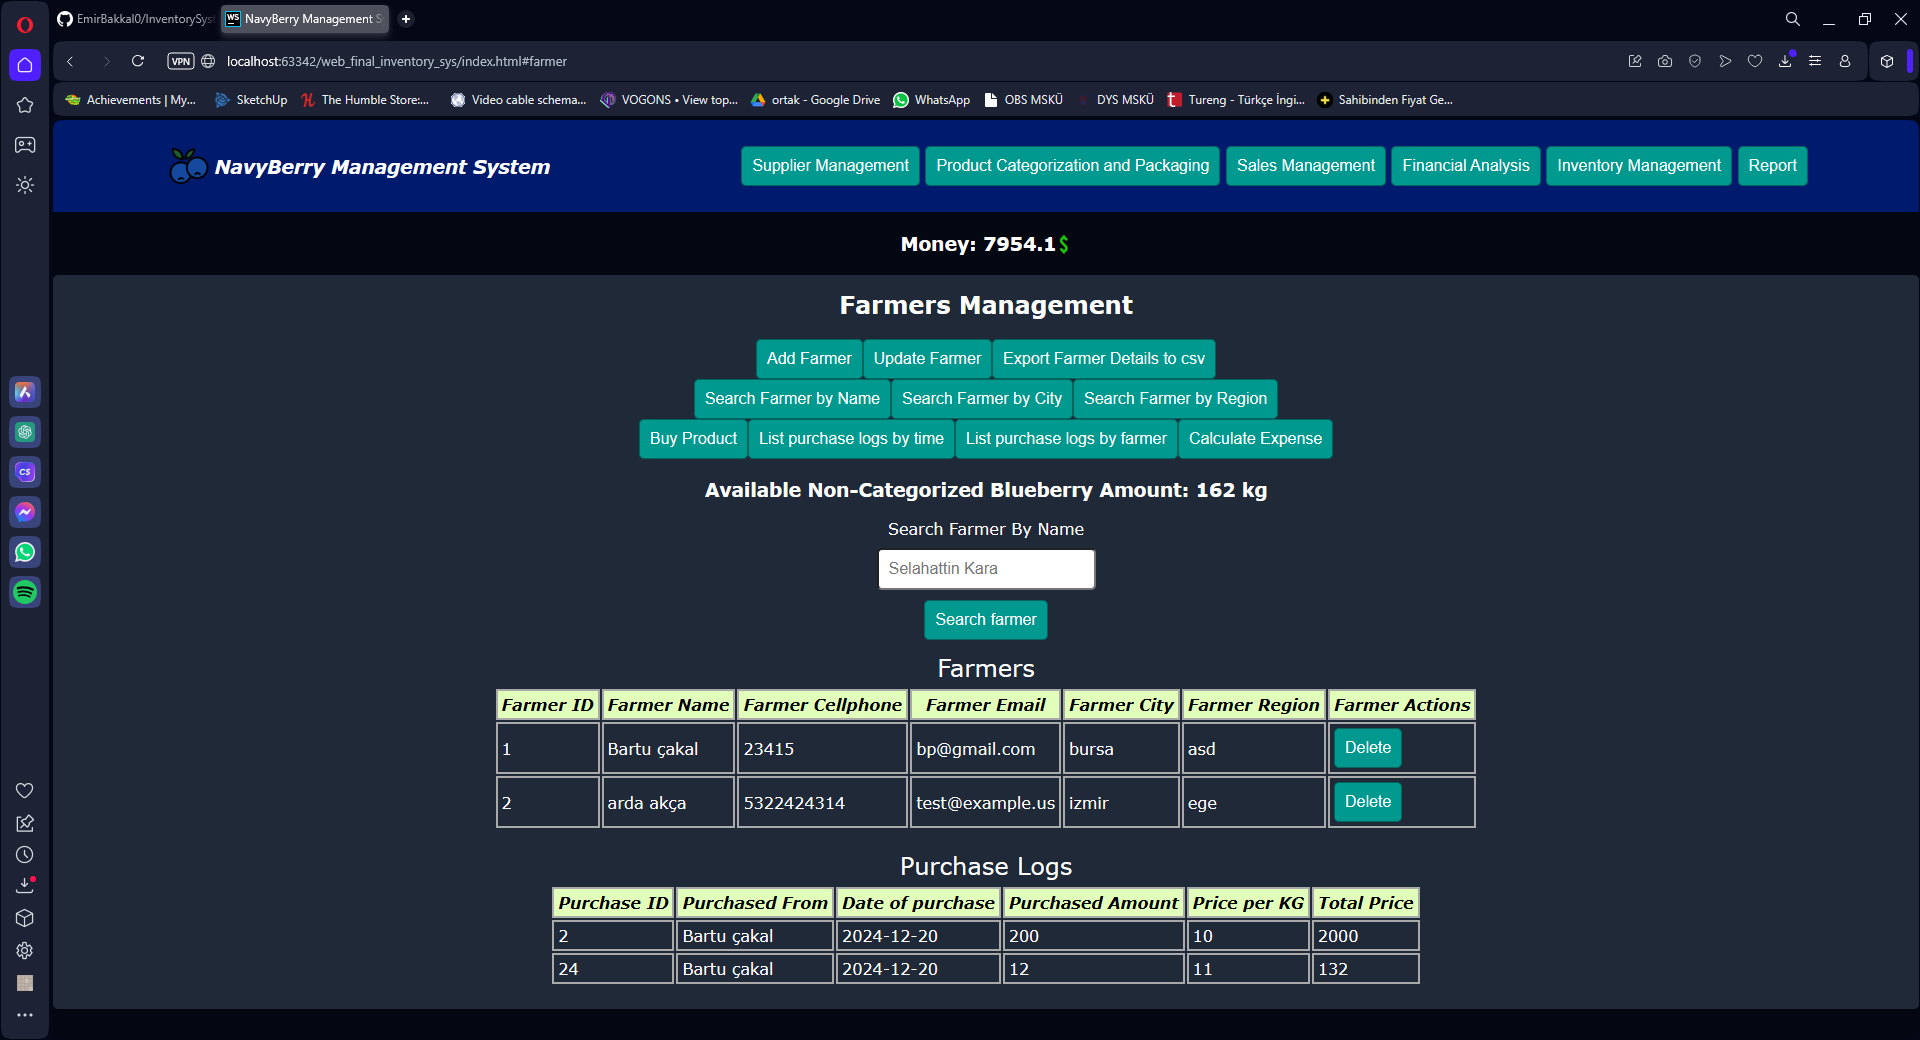 EmirBakkal0/InventorySys
WS NavyBerry Management S
VPN localhost:63342/web_final_inventory_sys/index.html#farmer
Achievements | My... SketchUp The Humble Store:... Video cable schema... VOGONS • View top... ortak - Google Drive WhatsApp OBS MSKÜ DYS MSKÜ Tureng - Türkçe İngi... Sahibinden Fiyat Ge...
NavyBerry Management System
Supplier Management Product Categorization and Packaging Sales Management Financial Analysis Inventory Management Report
Money: 7954.1$
Farmers Management
Add Farmer Update Farmer Export Farmer Details to csv
Search Farmer by Name Search Farmer by City Search Farmer by Region
Buy Product List purchase logs by time List purchase logs by farmer Calculate Expense
CS
Available Non-Categorized Blueberry Amount: 162 kg
Search Farmer By Name
Selahattin Kara
Search farmer
Farmers
Farmer ID Farmer Name Farmer Cellphone Farmer Email Farmer City Farmer Region Farmer Actions
1 Bartu çakal 23415 bp@gmail.com bursa asd Delete
2 arda akça 5322424314 test@example.us izmir ege Delete
Purchase Logs
Purchase ID Purchased From Date of purchase Purchased Amount Price per KG Total Price
2 Bartu çakal 2024-12-20 200 10 2000
24 Bartu çakal 2024-12-20 12 11 132